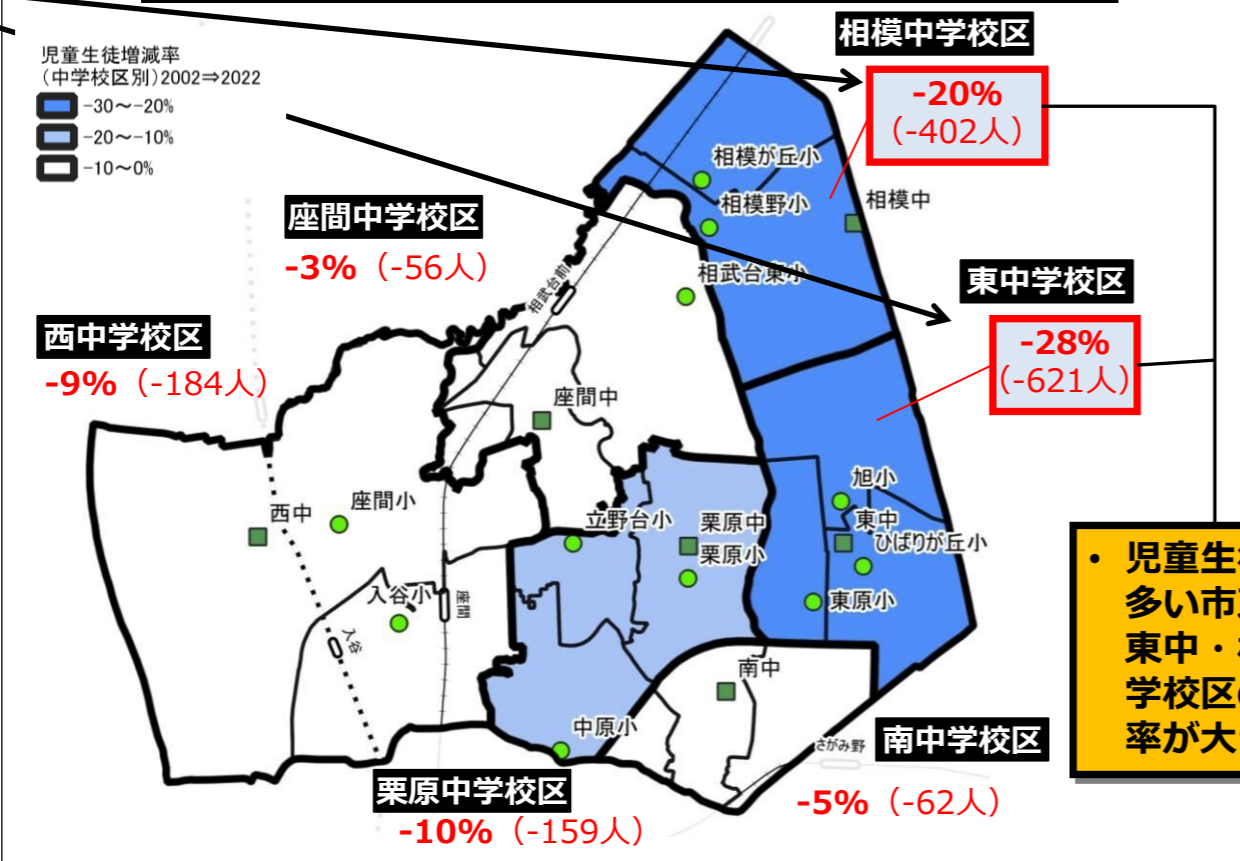 児童生徒増減率
（中学校区別）2002⇒2022
-30～-20%
-20～-10%
-10～0%
相模中学校区
-20%
（-402人）
相模が丘小
相模野小
相模中
座間中学校区
-3%（-56人）
相武台前
相武台東小
東中学校区
-28%
（-621人）
西中学校区
-9%（-184人）
座間中
西中
座間小
立野台小
栗原中
栗原小
旭小
東中
ひばりが丘小
入谷小
座間
東原小
入谷
南中
中原小
さがみ野
南中学校区
-5%（-62人）
栗原中学校区
-10%（-159人）
・児童生
多い市
東中・
学校区
率が大